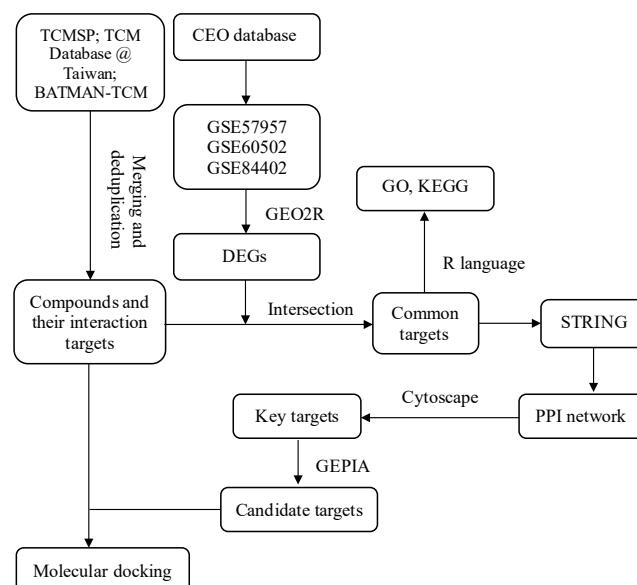 TCMSP; TCM
Database @
Taiwan;
BATMAN-TCM
CEO database
GSE57957
GSE60502
GSE84402
Merging and
deduplication
GEO2R
GO, KEGG
DEGs
R language
Compounds and
their interaction
targets
Intersection
Common
targets
STRING
Cytoscape
Key targets
PPI network
GEPIA
Candidate targets
Molecular docking